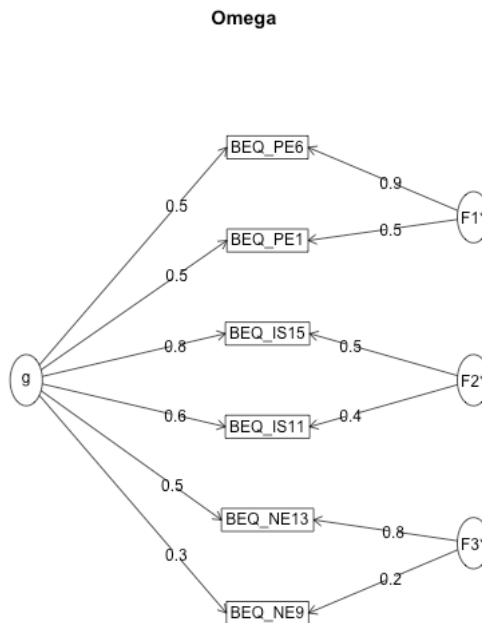 Omega
BEQ_PE6
0.9
0.5
F1*
BEQ_PE1
0.5
0.5
BEQ_IS15
0.8
0.5
g
F2*
0.6
0.4
BEQ_IS11
0.5
BEQ_NE13
0.8
F3*
0.3
0.2
BEQ_NE9